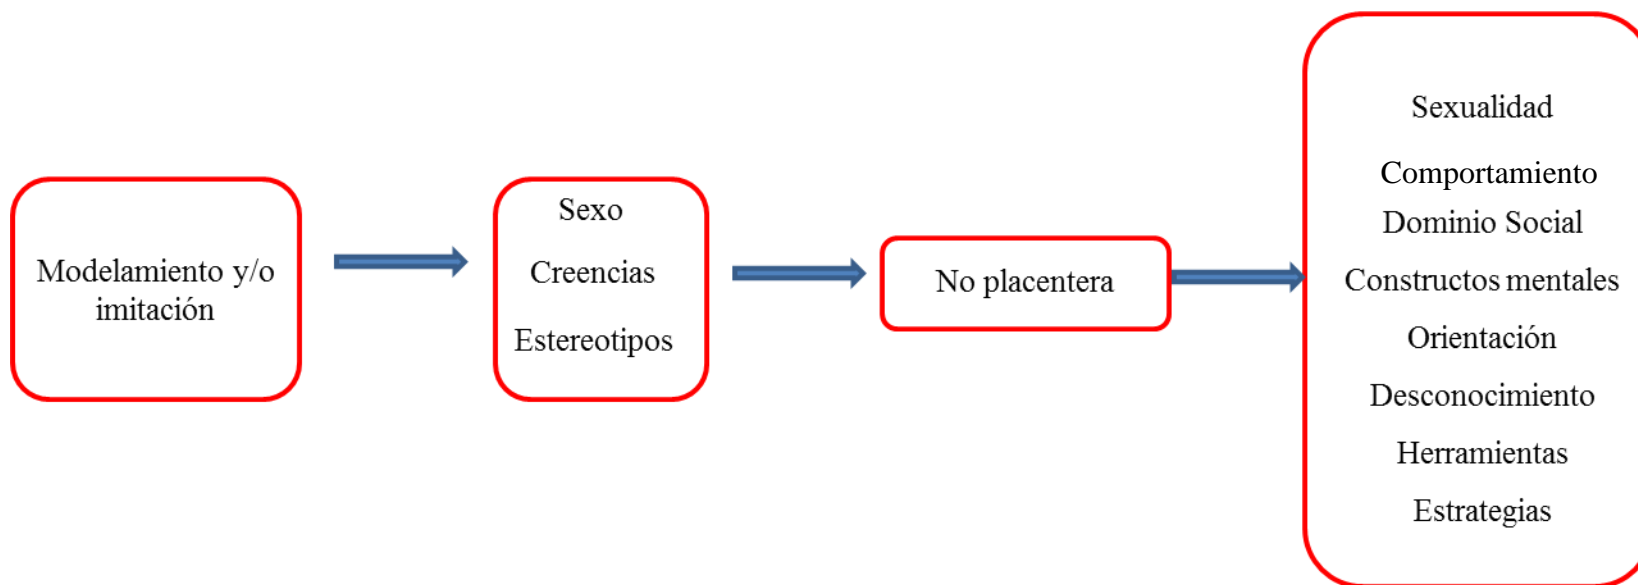 Modelamiento y/o
imitación
Sexo
Creencias
Estereotipos
No placentera
Sexualidad
Comportamiento
Dominio Social
Constructos mentales
Orientación
Desconocimiento
Herramientas
Estrategias